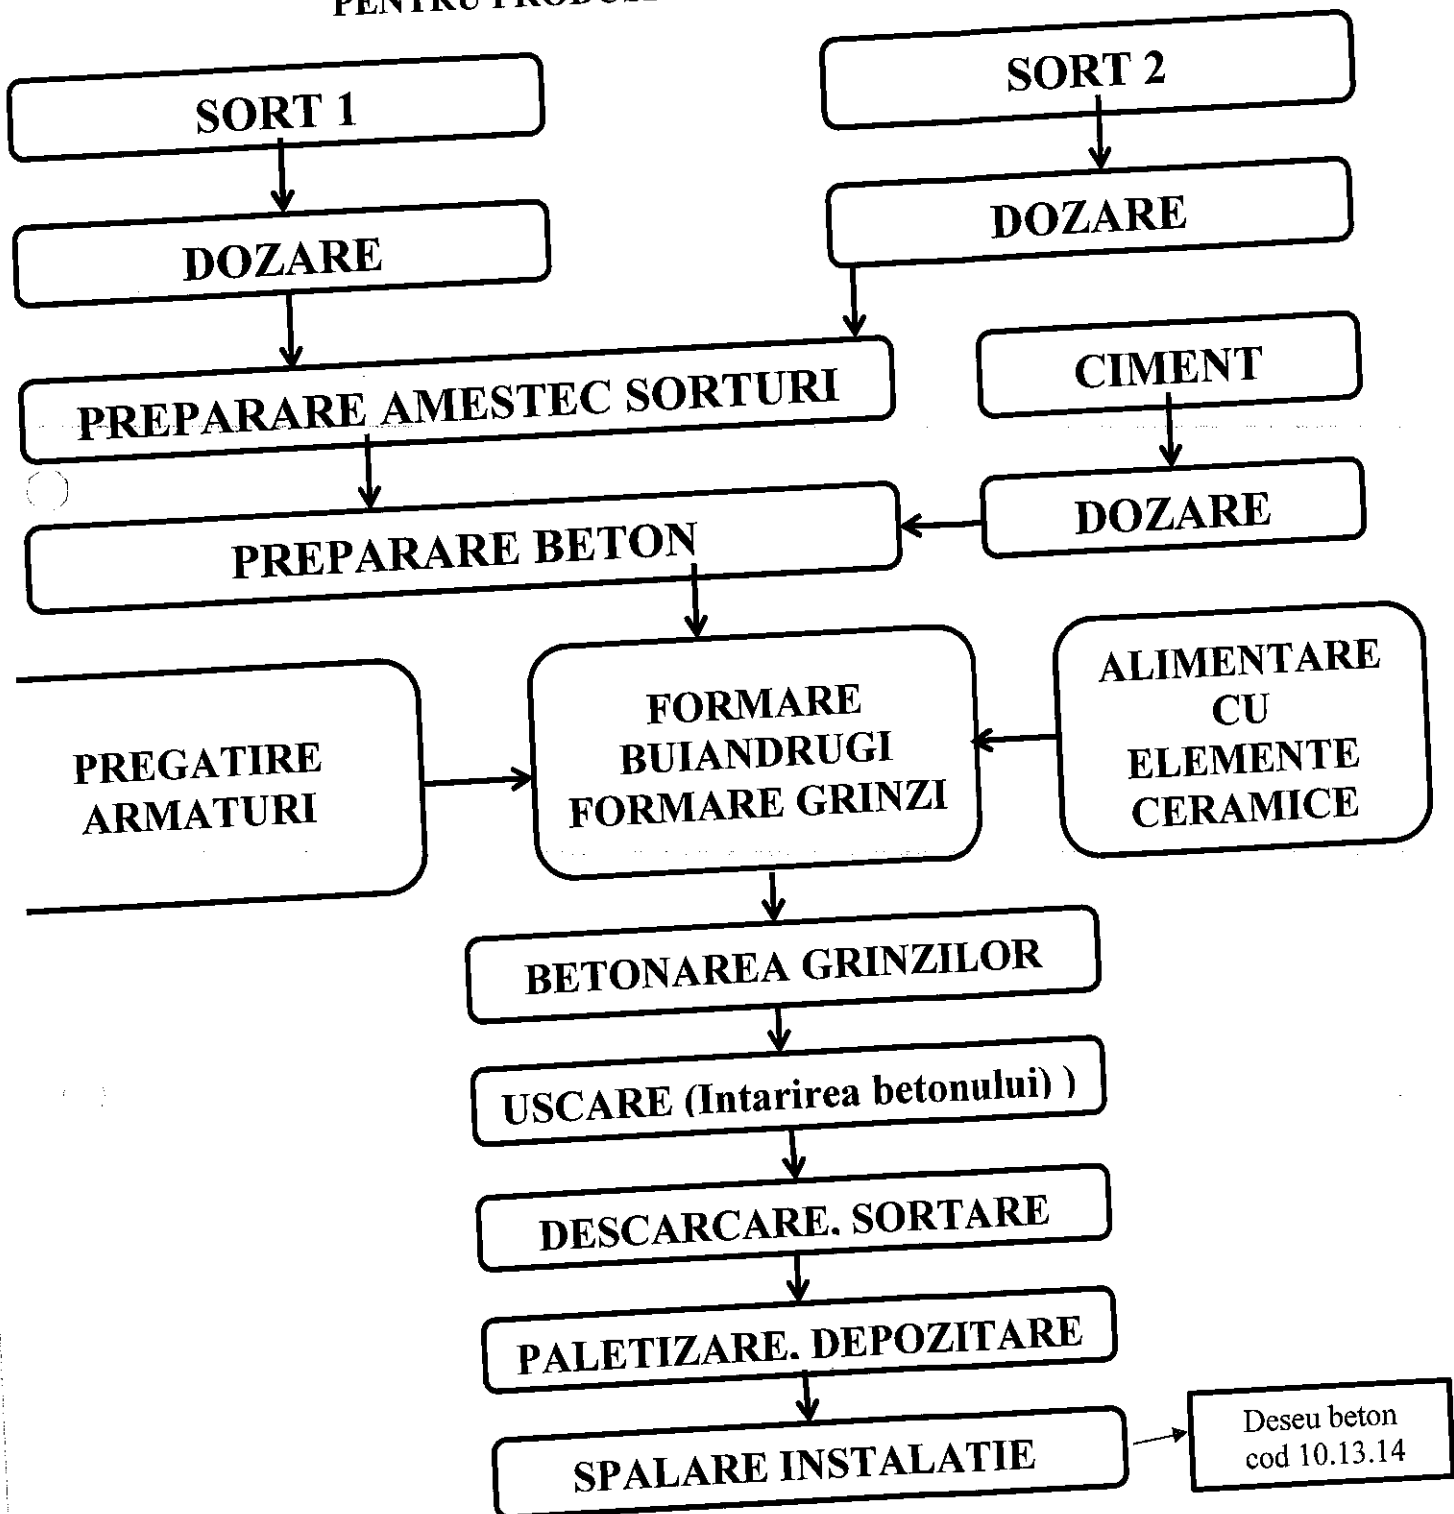 PENTRU PRODUSE
SORT 1
SORT 2
DOZARE
DOZARE
PREPARARE AMESTEC SORTURI
CIMENT
PREPARARE BETON
DOZARE
PREGATIRE
ARMATURI
FORMARE
BUIANDRUGI
FORMARE GRINZI
ALIMENTARE
CU
ELEMENTE
CERAMICE
BETONAREA GRINZILOR
USCARE (Intarirea betonului) )
DESCARCARE. SORTARE
PALETIZARE. DEPOZITARE
SPALARE INSTALATIE
Deseu beton
cod 10.13.14